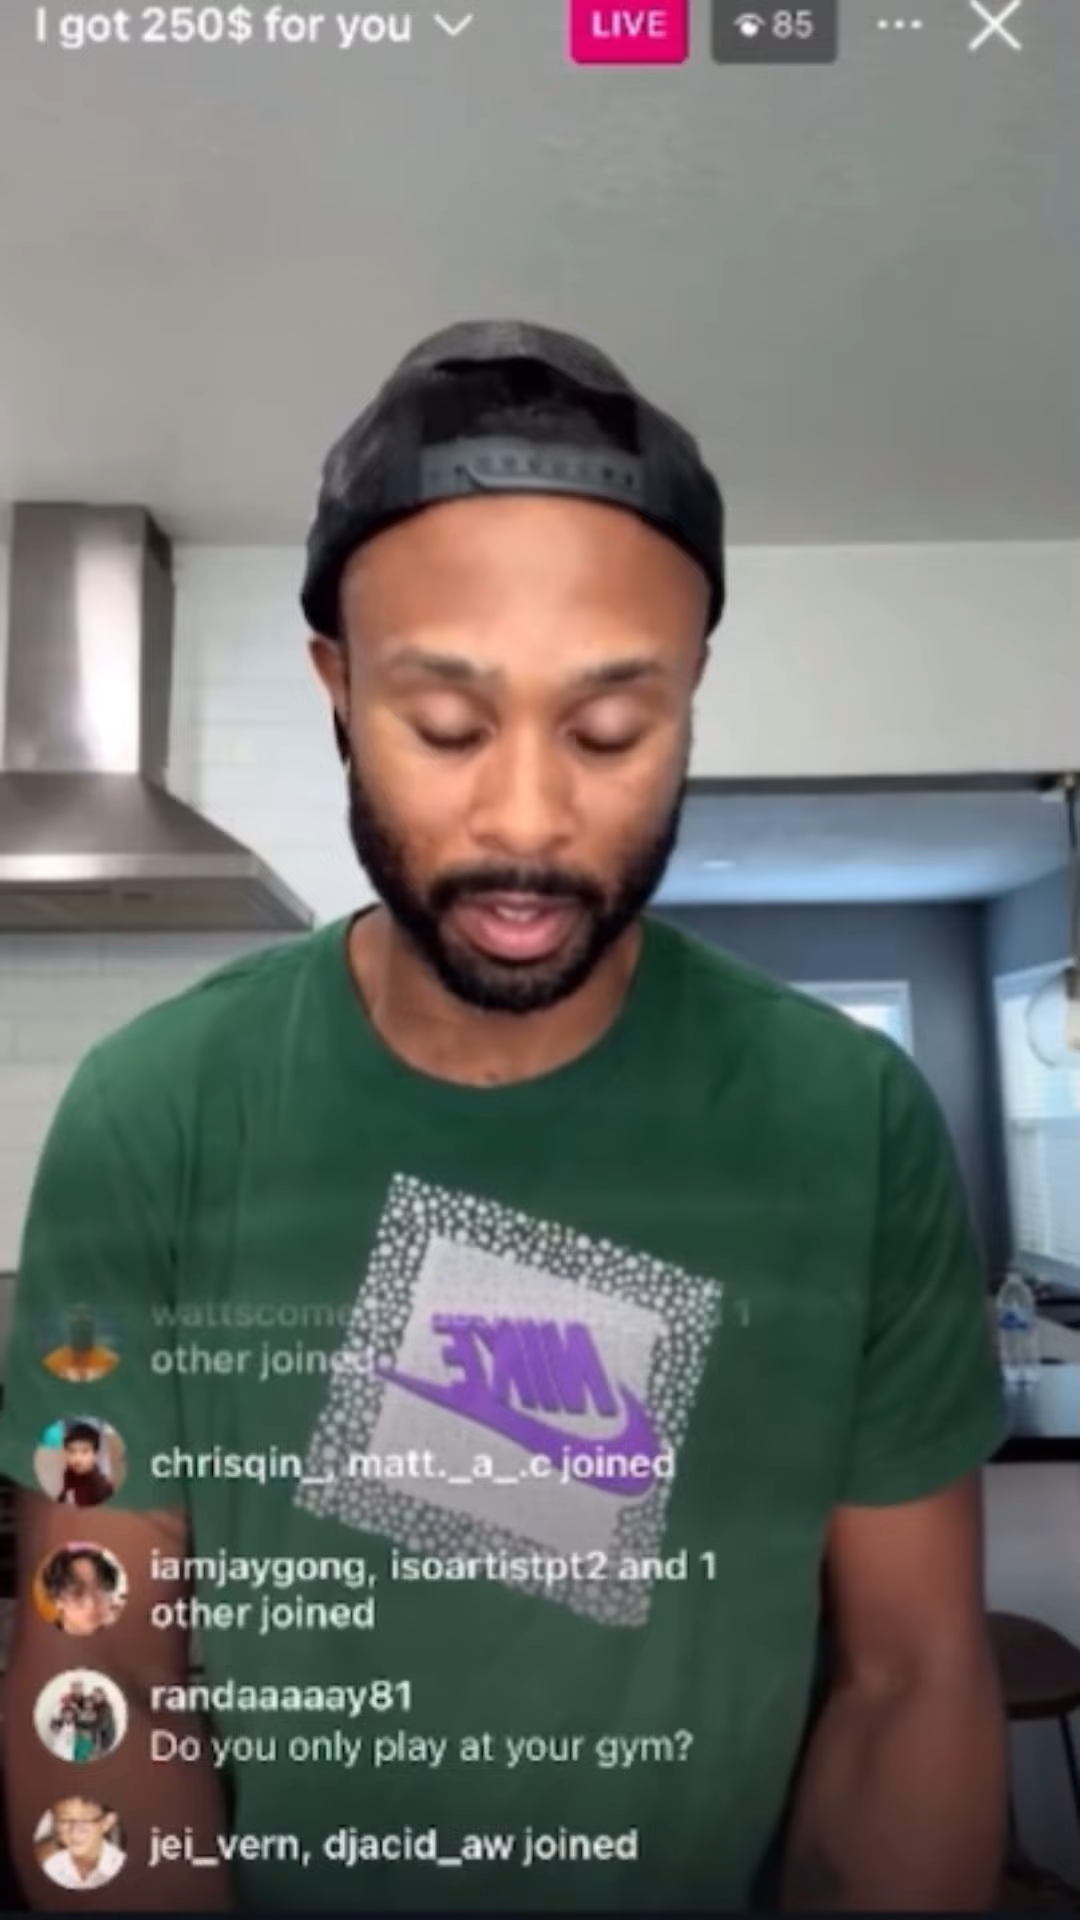 I got 250$ for you
LIVE
85
other joined
NIKE
chrisqin_, matt._a_.c joined
iamjaygong, isoartistpt2 and 1
other joined
randaaaaay81
Do you only play at your gym?
jei_vern, djacid_aw joined